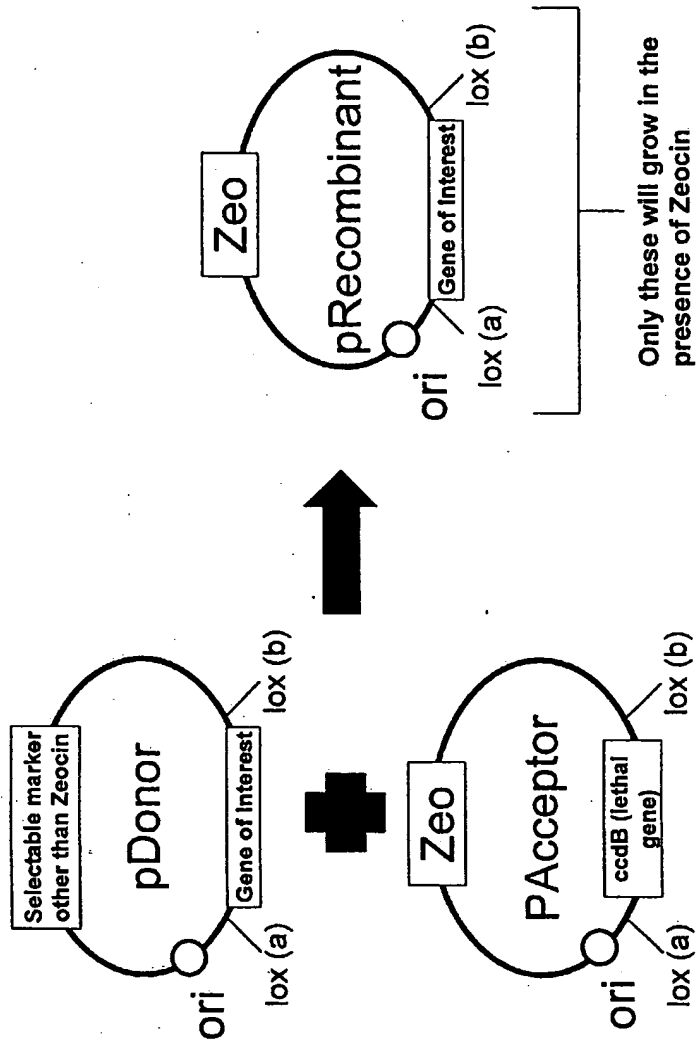 Selectable marker
other than Zeocin
pDonor
ori
lox (a)
Gene of Interest
lox (b)
Zeo
PAcceptor
ori
lox (a)
ccdB (lethal
gene)
lox (b)
Zeo
pRecombinant
ori
lox (a)
Gene of Interest
lox (b)
Only these will grow in the
presence of Zeocin